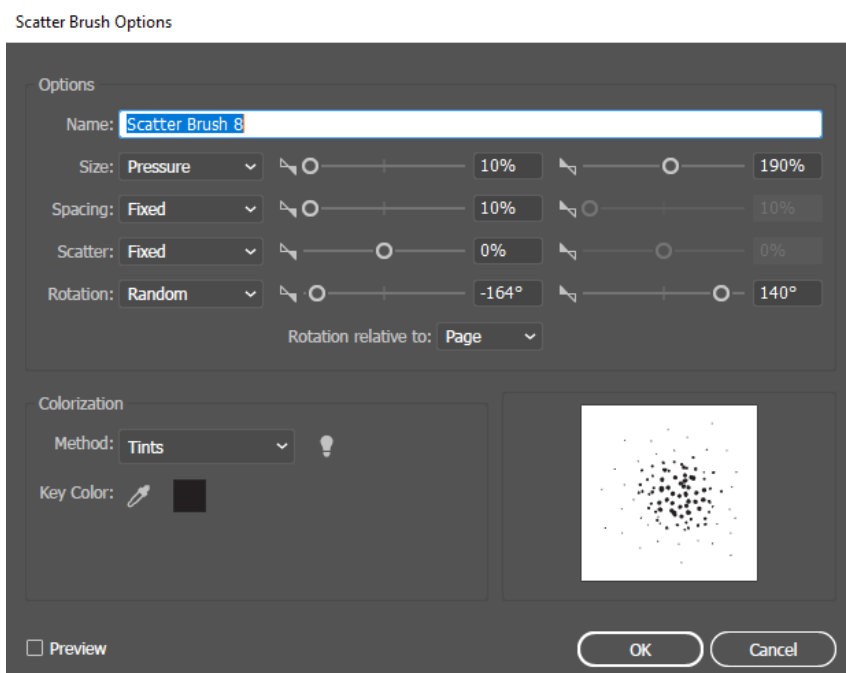 Scatter Brush Options
Options
Name: Scatter Brush 8
Size: Pressure 10% 190%
Spacing: Fixed 10% 10%
Scatter: Fixed 0% 0%
Rotation: Random -164° 140°
Rotation relative to: Page
Colorization
Method: Tints
Key Color:
Preview OK Cancel